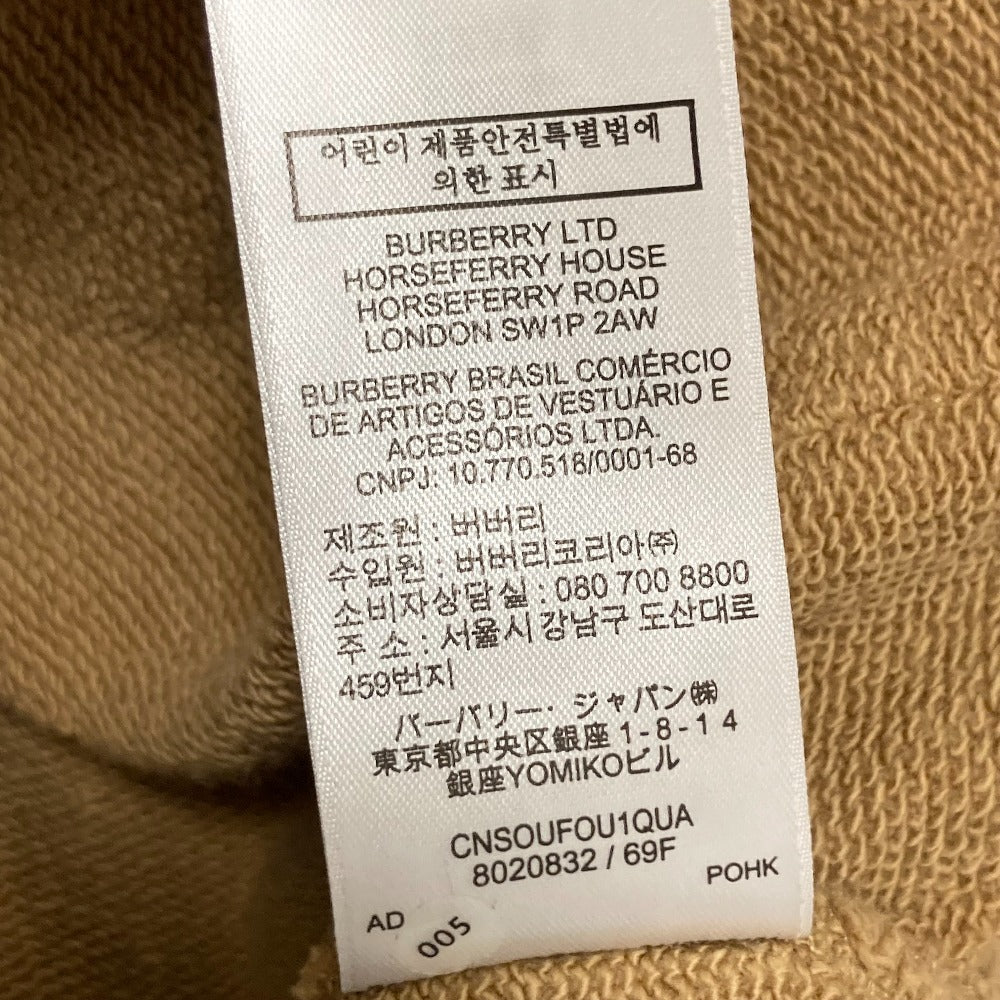 어린이 제품안전특별법에
의한 표시
BURBERRY LTD
HORSEFERRY HOUSE
HORSEFERRY ROAD
LONDON SW1P 2AW
BURBERRY BRASIL COMÉRCIO
DE ARTIGOS DE VESTUÁRIO E
ACESSÓRIOS LTDA.
CNPJ: 10.770.518/0001-68
제조원 : 버버리
수입원 : 버버리코리아㈜
소비자상담실 : 080 700 8800
주 소 : 서울시 강남구 도산대로
459번지
バーバリー・ジャパン㈱
東京都中央区銀座1-8-14
銀座YOMIKOビル
CNSOUFOU1QUA
8020832 / 69F
POHK
AD
005